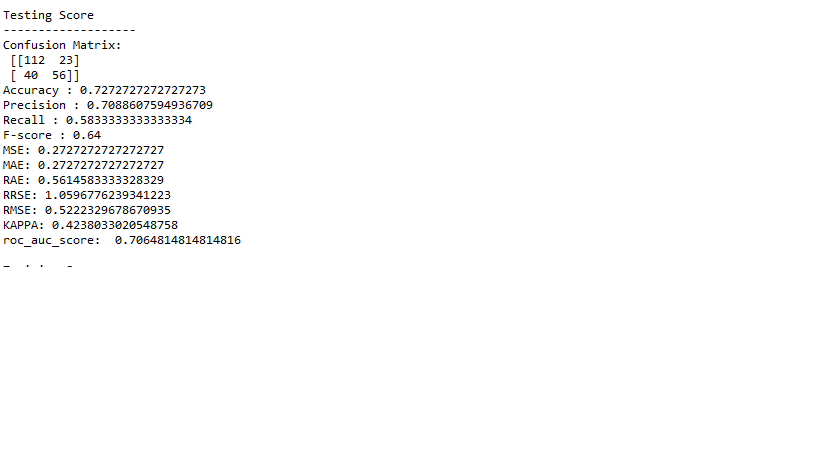 Testing Score
-------------------
Confusion Matrix:
[[112 23]
[ 40 56]]
Accuracy : 0.7272727272727273
Precision : 0.7088607594936709
Recall : 0.5833333333333334
F-score : 0.64
MSE: 0.2727272727272727
MAE: 0.2727272727272727
RAE: 0.5614583333328329
RRSE: 1.0596776239341223
RMSE: 0.5222329678670935
KAPPA: 0.4238033020548758
roc_auc_score: 0.7064814814814816